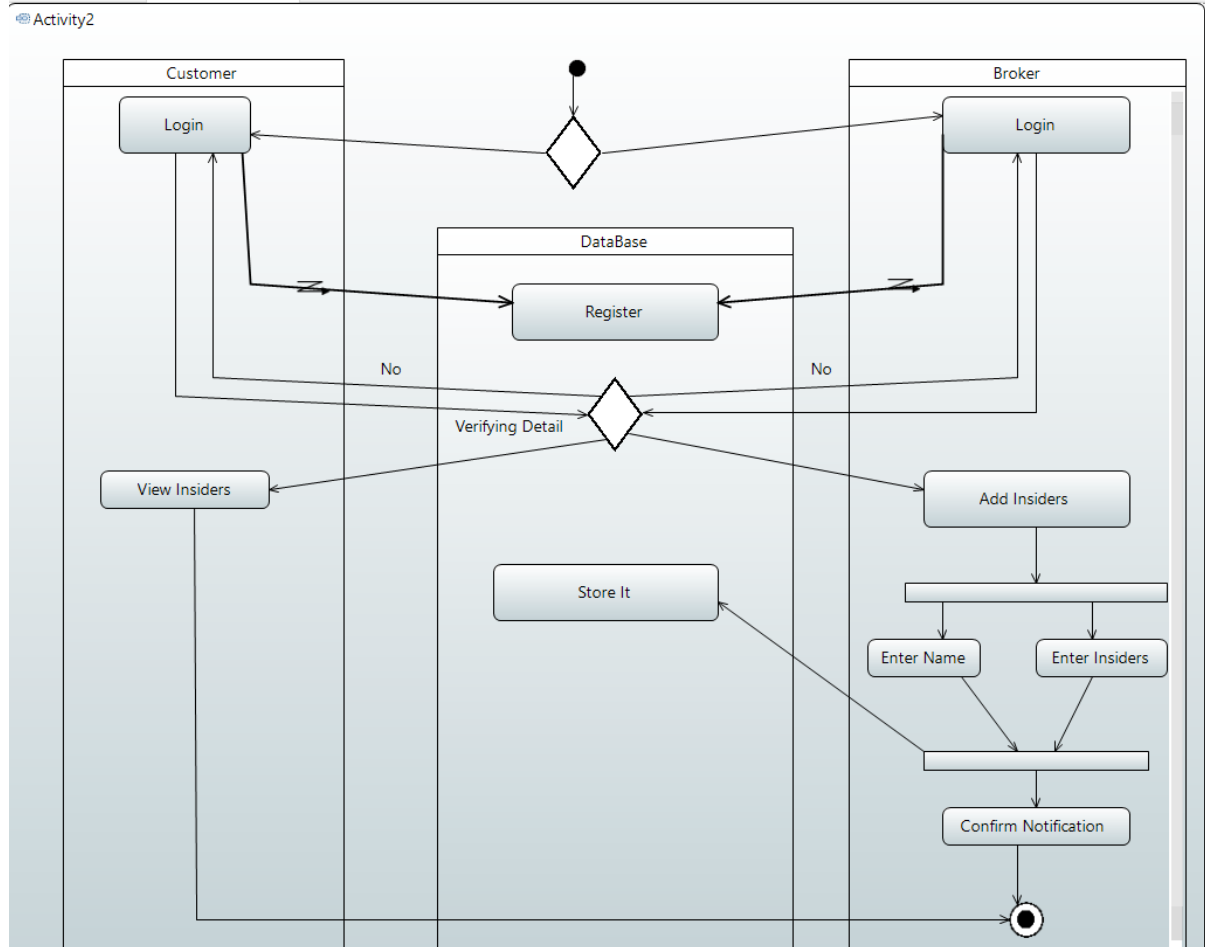 Activity2
Customer
Broker
Login
Login
DataBase
Register
No
No
Verifying Detail
View Insiders
Add Insiders
Store It
Enter Name
Enter Insiders
Confirm Notification